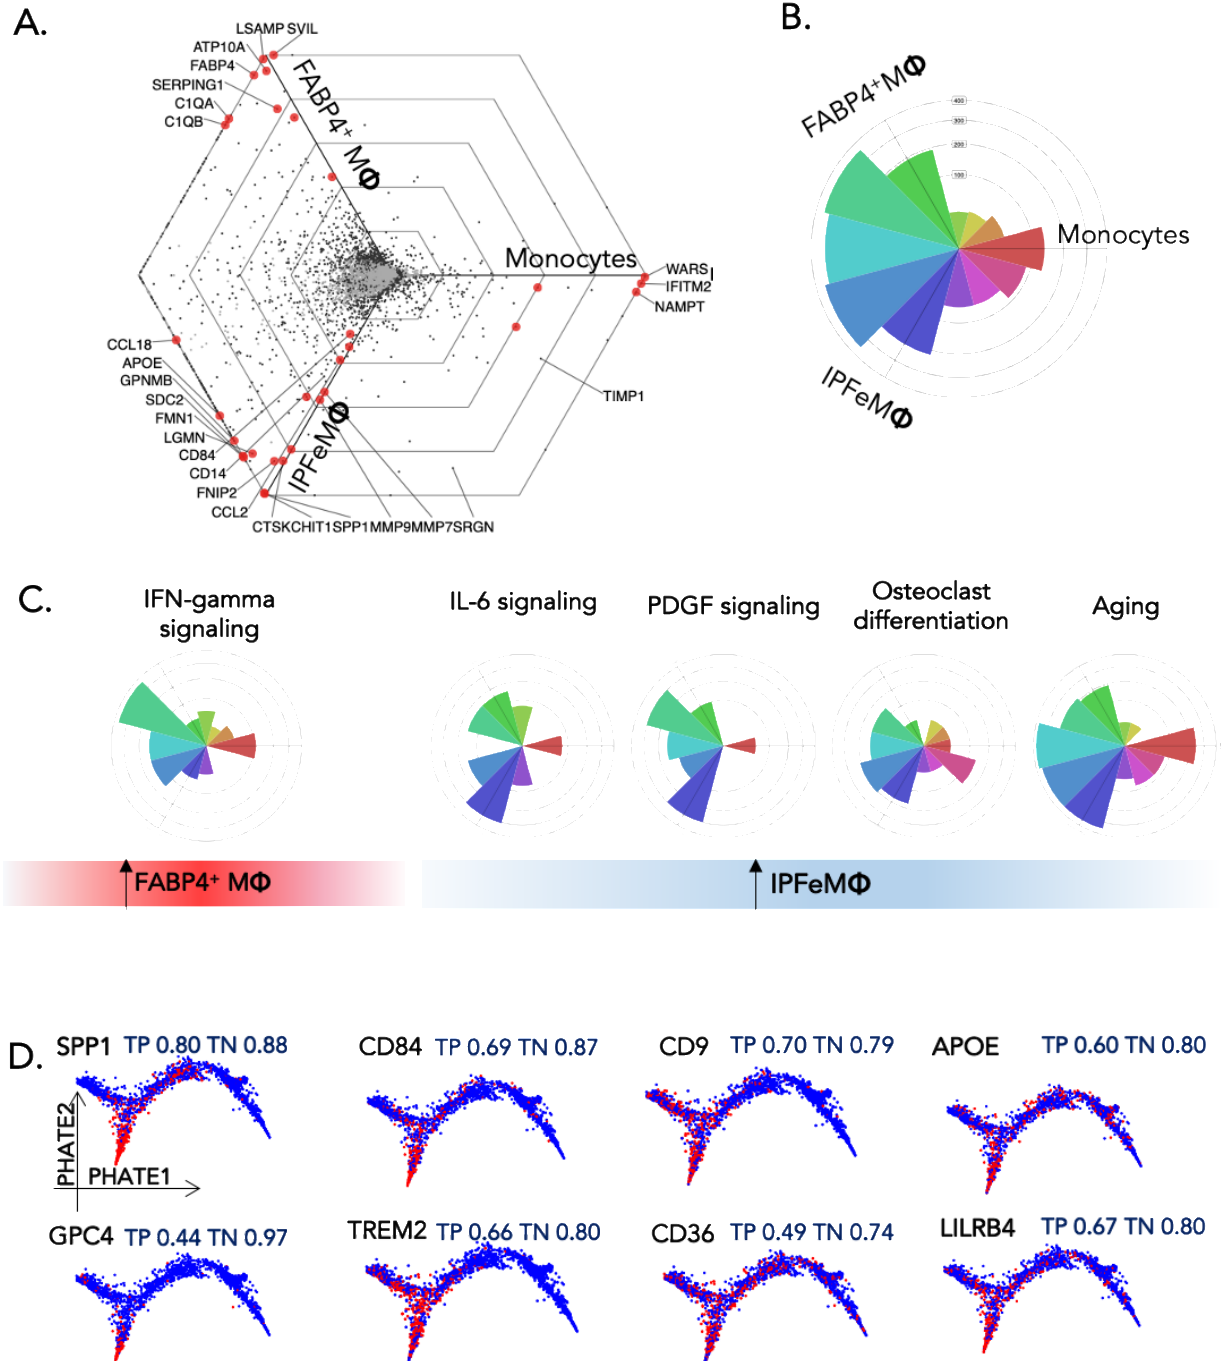 A.
LSAMP SVIL
ATP10A
FABP4
SERPING1
C1QA
C1QB
FABP4+ MΦ
Monocytes
WARS
IFITM2
NAMPT
TIMP1
CCL18
APOE
GPNMB
SDC2
FMN1
LGMN
CD84
CD14
FNIP2
CCL2
IPFeMΦ
CTSKCHIT1SPP1MMP9MMP7SRGN
B.
FABP4+MΦ
400
300
200
100
Monocytes
IPFeMΦ
C.
IFN-gamma
signaling
IL-6 signaling
PDGF signaling
Osteoclast
differentiation
Aging
FABP4+ MΦ
IPFeMΦ
D.
SPP1 TP 0.80 TN 0.88
CD84 TP 0.69 TN 0.87
CD9 TP 0.70 TN 0.79
APOE TP 0.60 TN 0.80
PHATE2
PHATE1
GPC4 TP 0.44 TN 0.97
TREM2 TP 0.66 TN 0.80
CD36 TP 0.49 TN 0.74
LILRB4 TP 0.67 TN 0.80